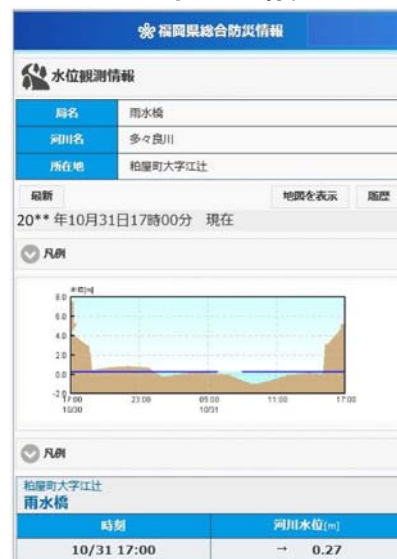 福岡県総合防災情報
水位観測情報
局名 雨水橋
河川名 多々良川
所在地 粕屋町大字江辻
最新 地図を表示 履歴
20** 年10月31日17時00分 現在
凡例
水位[m]
8.0
6.0
4.0
2.0
0.0
-2.0
17:00 23:00 05:00 11:00 17:00
10/30 10/31
凡例
粕屋町大字江辻
雨水橋
時刻 河川水位[m]
10/31 17:00 → 0.27